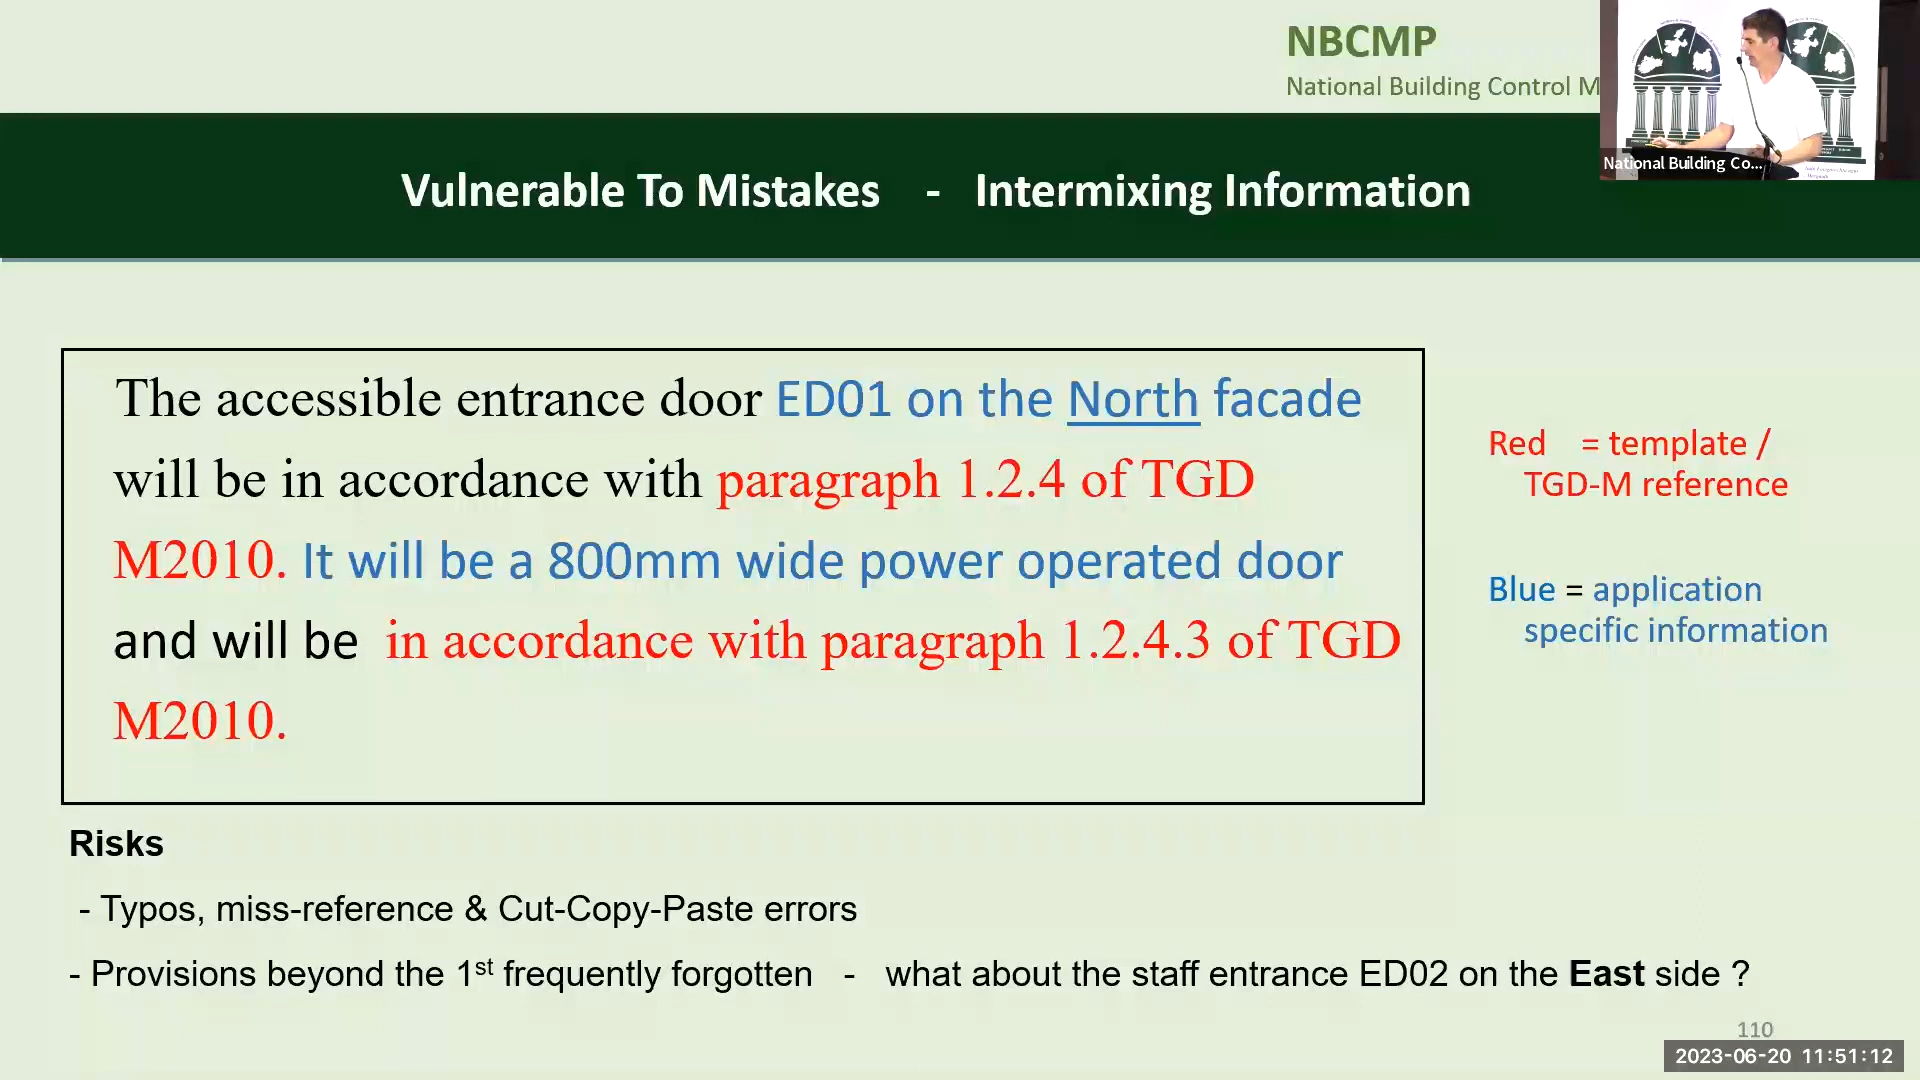 NBCMP
National Building Control M
National Building Co...
Vulnerable To Mistakes - Intermixing Information
The accessible entrance door ED01 on the North facade
will be in accordance with paragraph 1.2.4 of TGD
M2010. It will be a 800mm wide power operated door
and will be in accordance with paragraph 1.2.4.3 of TGD
M2010.
Red = template /
TGD-M reference
Blue = application
specific information
Risks
- Typos, miss-reference & Cut-Copy-Paste errors
- Provisions beyond the 1st frequently forgotten - what about the staff entrance ED02 on the East side ?
110
2023-06-20 11:51:12